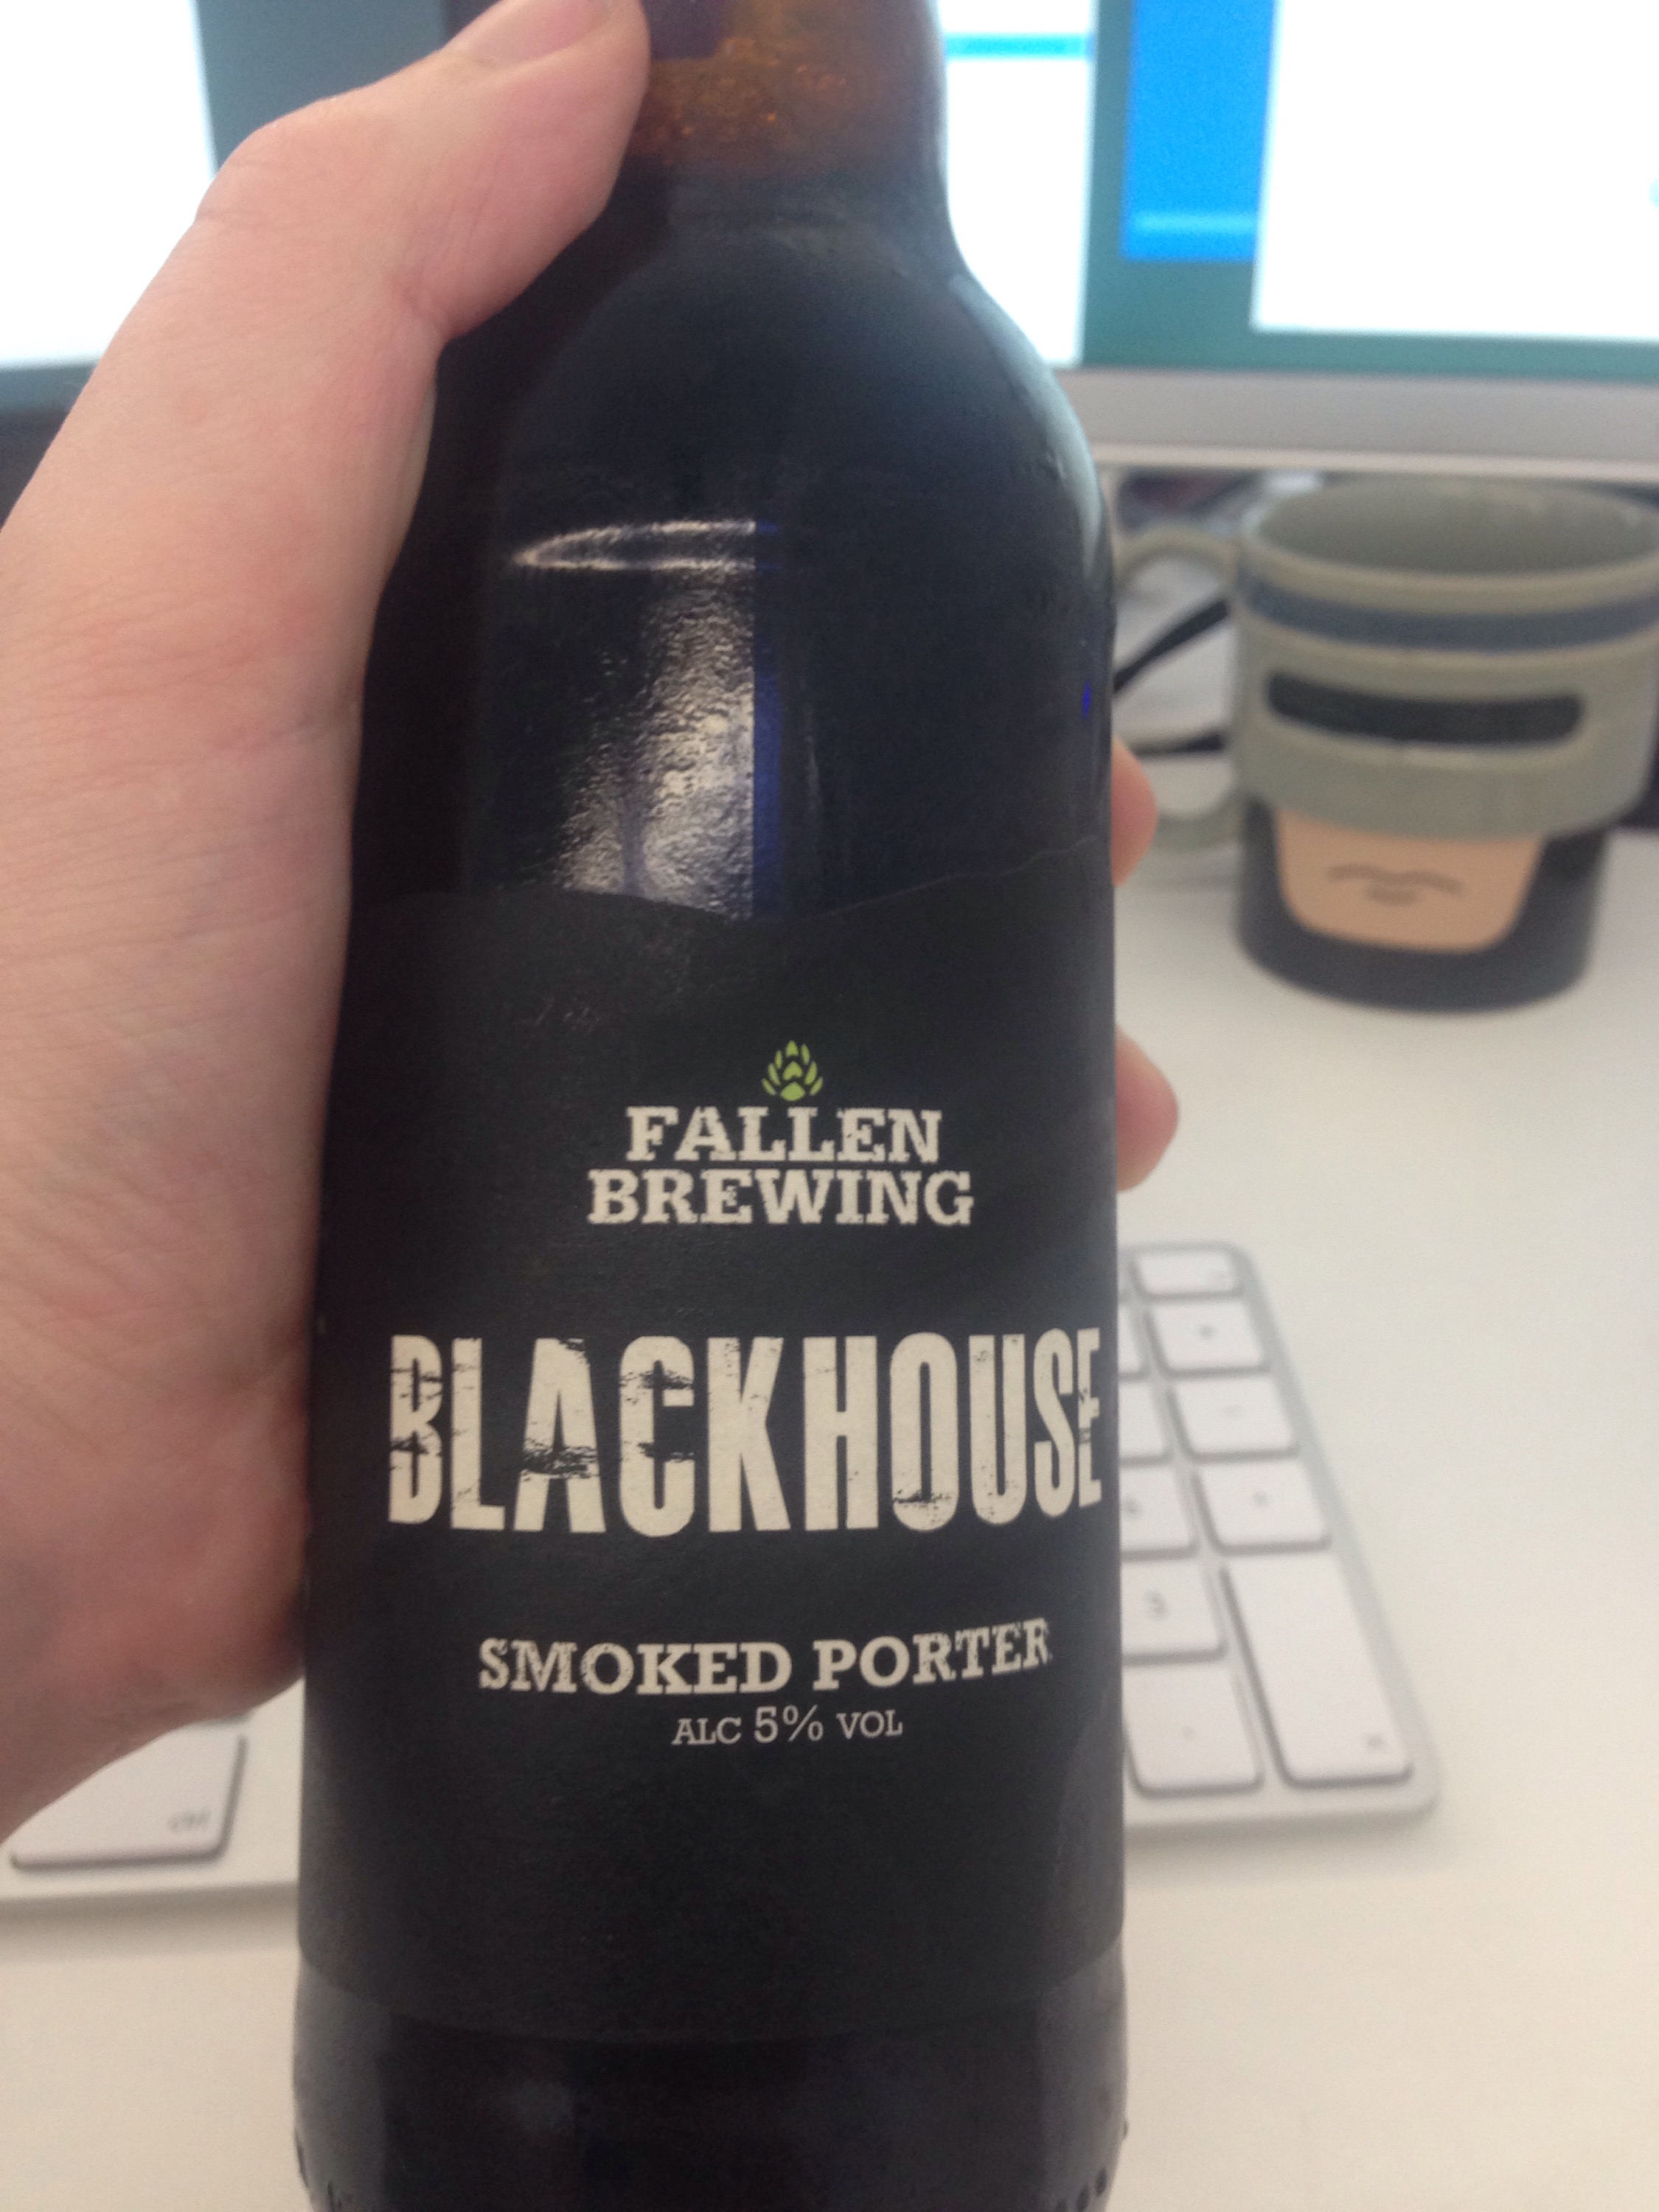 FALLEN
BREWING
BLACKHOUSE
SMOKED PORTER
ALC 5% VOL